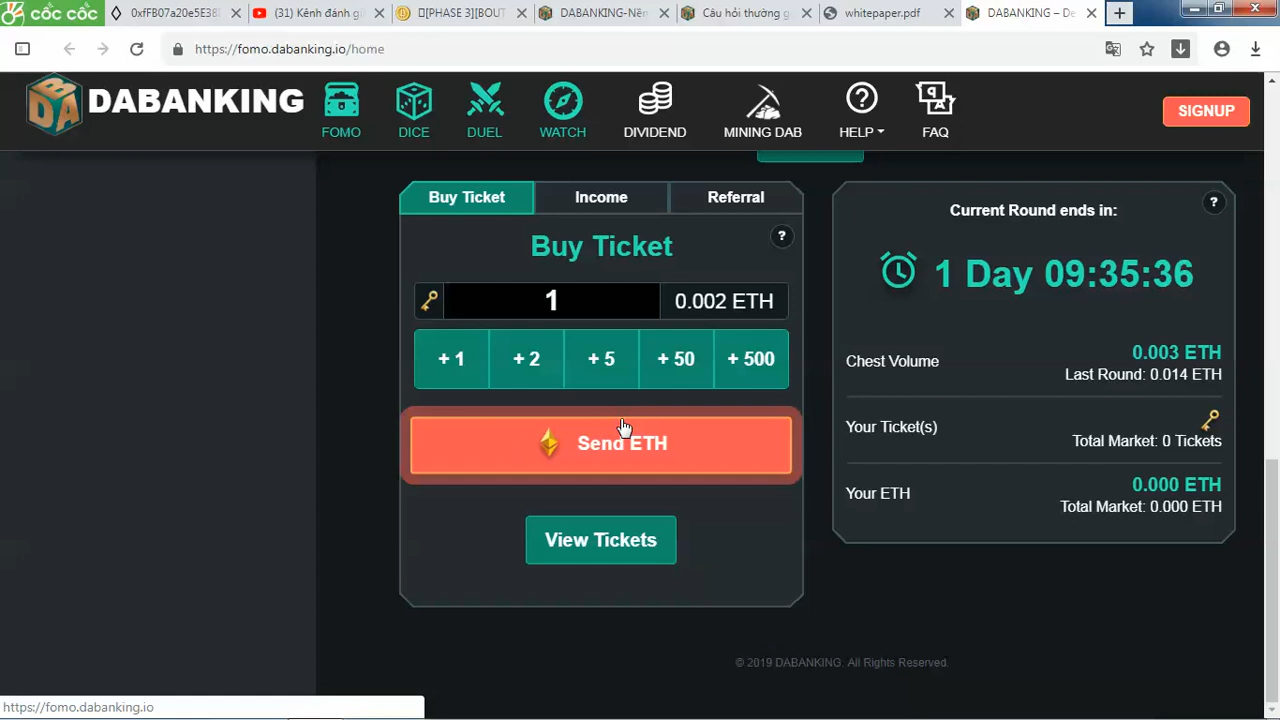 CỐC CỐC
0xfFB07a20e5E38
(31) Kênh đánh gi
DABANKING-Nền
Câu hỏi thường g
whitepaper.pdf
DABANKING – De
https://fomo.dabanking.io/home
DABANKING
FOMO
DICE
DUEL
WATCH
DIVIDEND
MINING DAB
HELP
FAQ
SIGNUP
Buy Ticket
Income
Referral
Buy Ticket
?
1
0.002 ETH
+ 1
+ 2
+ 5
+ 50
+ 500
Send ETH
View Tickets
Current Round ends in:
?
1 Day 09:35:36
Chest Volume
0.003 ETH
Last Round: 0.014 ETH
Your Ticket(s)
Total Market: 0 Tickets
Your ETH
0.000 ETH
Total Market: 0.000 ETH
© 2019 DABANKING. All Rights Reserved.
https://fomo.dabanking.io